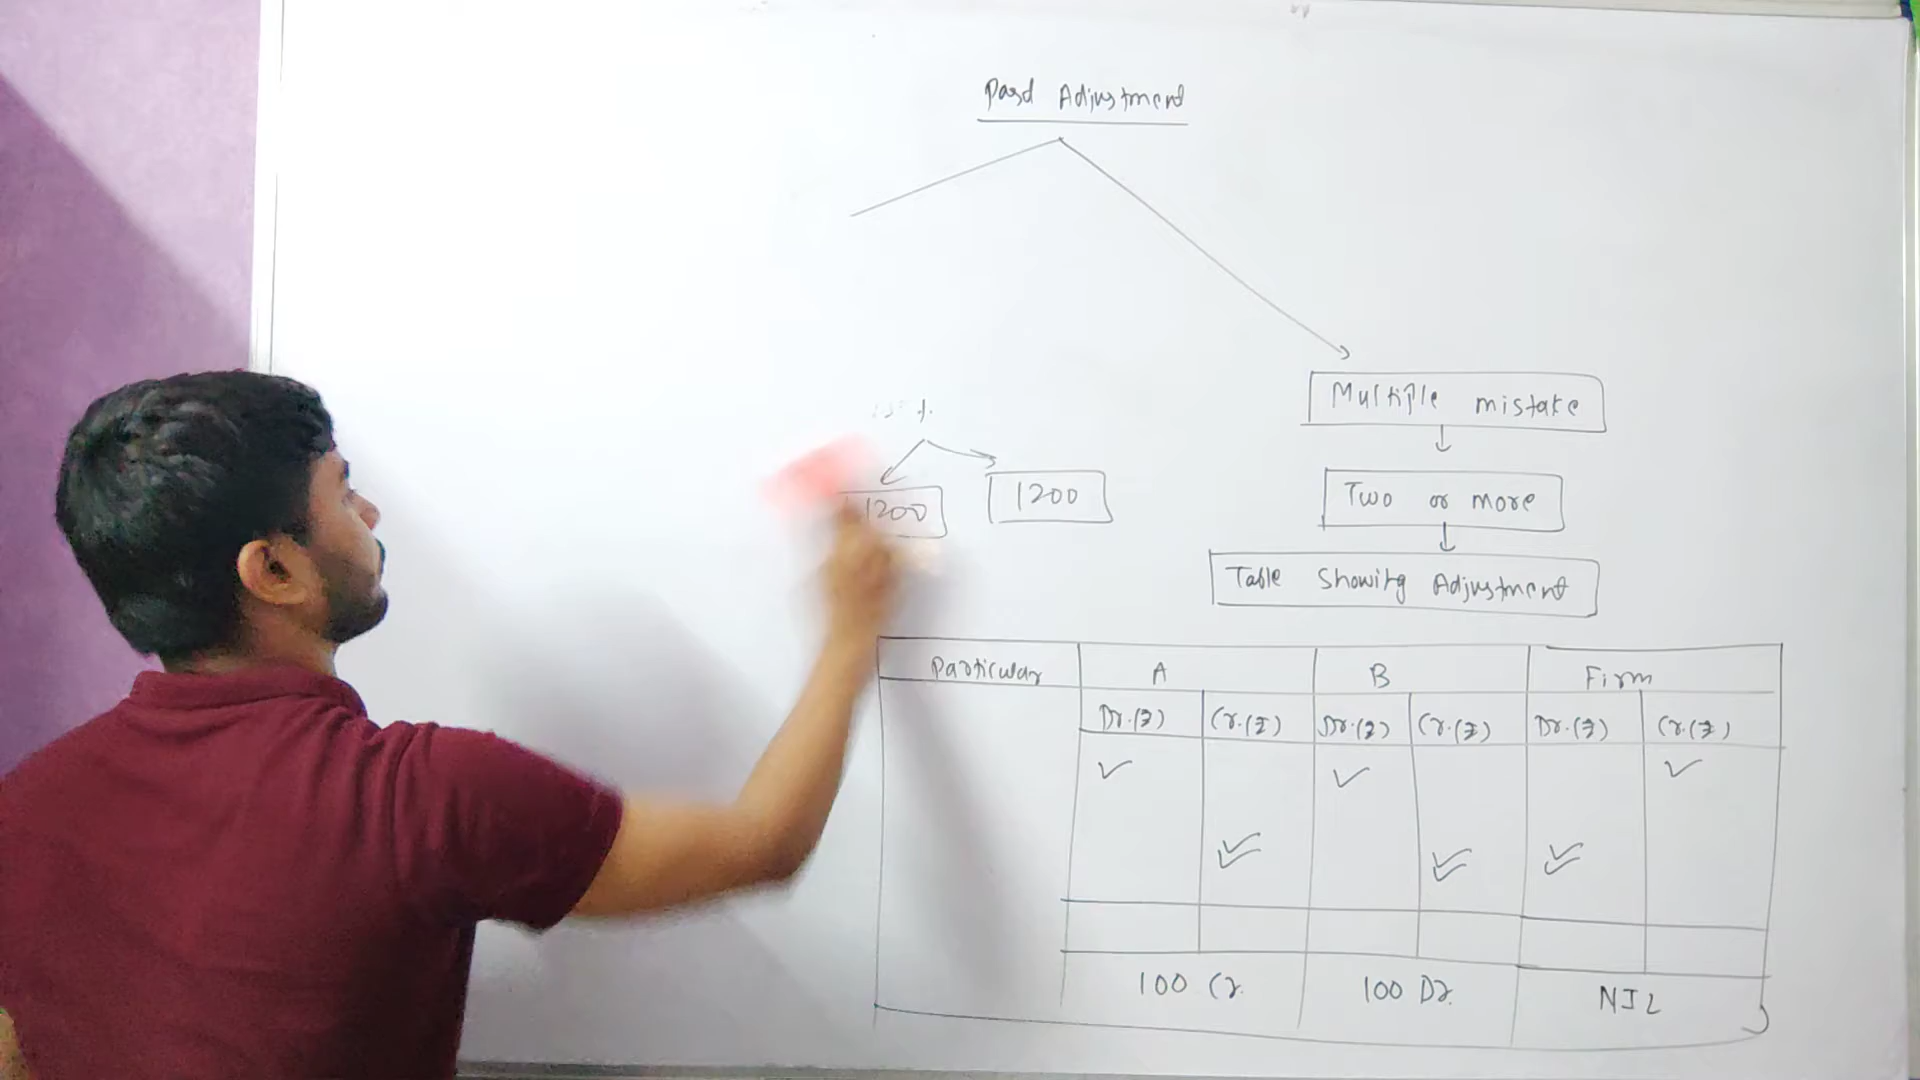 Past Adjustment
Multiple mistake
1200 1200
Two or more
Table Showing Adjustment
Particular A B Firm
Dr.(₹) Cr.(₹) Dr.(₹) Cr.(₹) Dr.(₹) Cr.(₹)
✓ ✓ ✓
100 Cr. 100 Dr. NIL